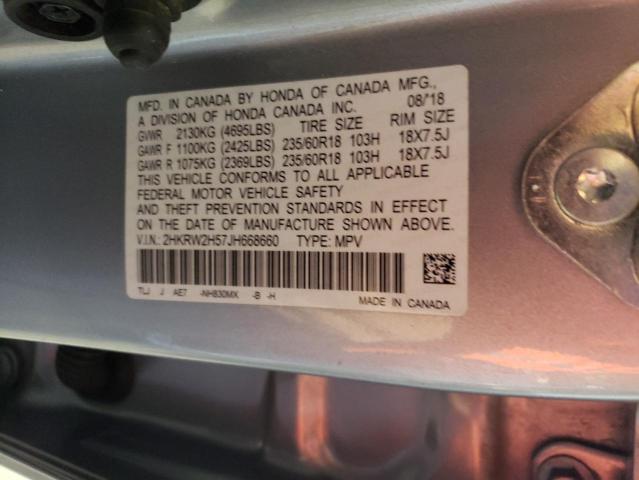 MFD. IN CANADA BY HONDA OF CANADA MFG.,
A DIVISION OF HONDA CANADA INC. 08/'18
GVWR 2130KG (4695LBS) TIRE SIZE RIM SIZE
GAWR F 1100KG (2425LBS) 235/60R18 103H 18X7.5J
GAWR R 1075KG (2369LBS) 235/60R18 103H 18X7.5J
THIS VEHICLE CONFORMS TO ALL APPLICABLE
FEDERAL MOTOR VEHICLE SAFETY
AND THEFT PREVENTION STANDARDS IN EFFECT
ON THE DATE OF MANUFACTURE SHOWN ABOVE.
V.I.N.: 2HKRW2H57JH668660 TYPE: MPV
TLJ J AE7 -NH830MX -B -H MADE IN CANADA